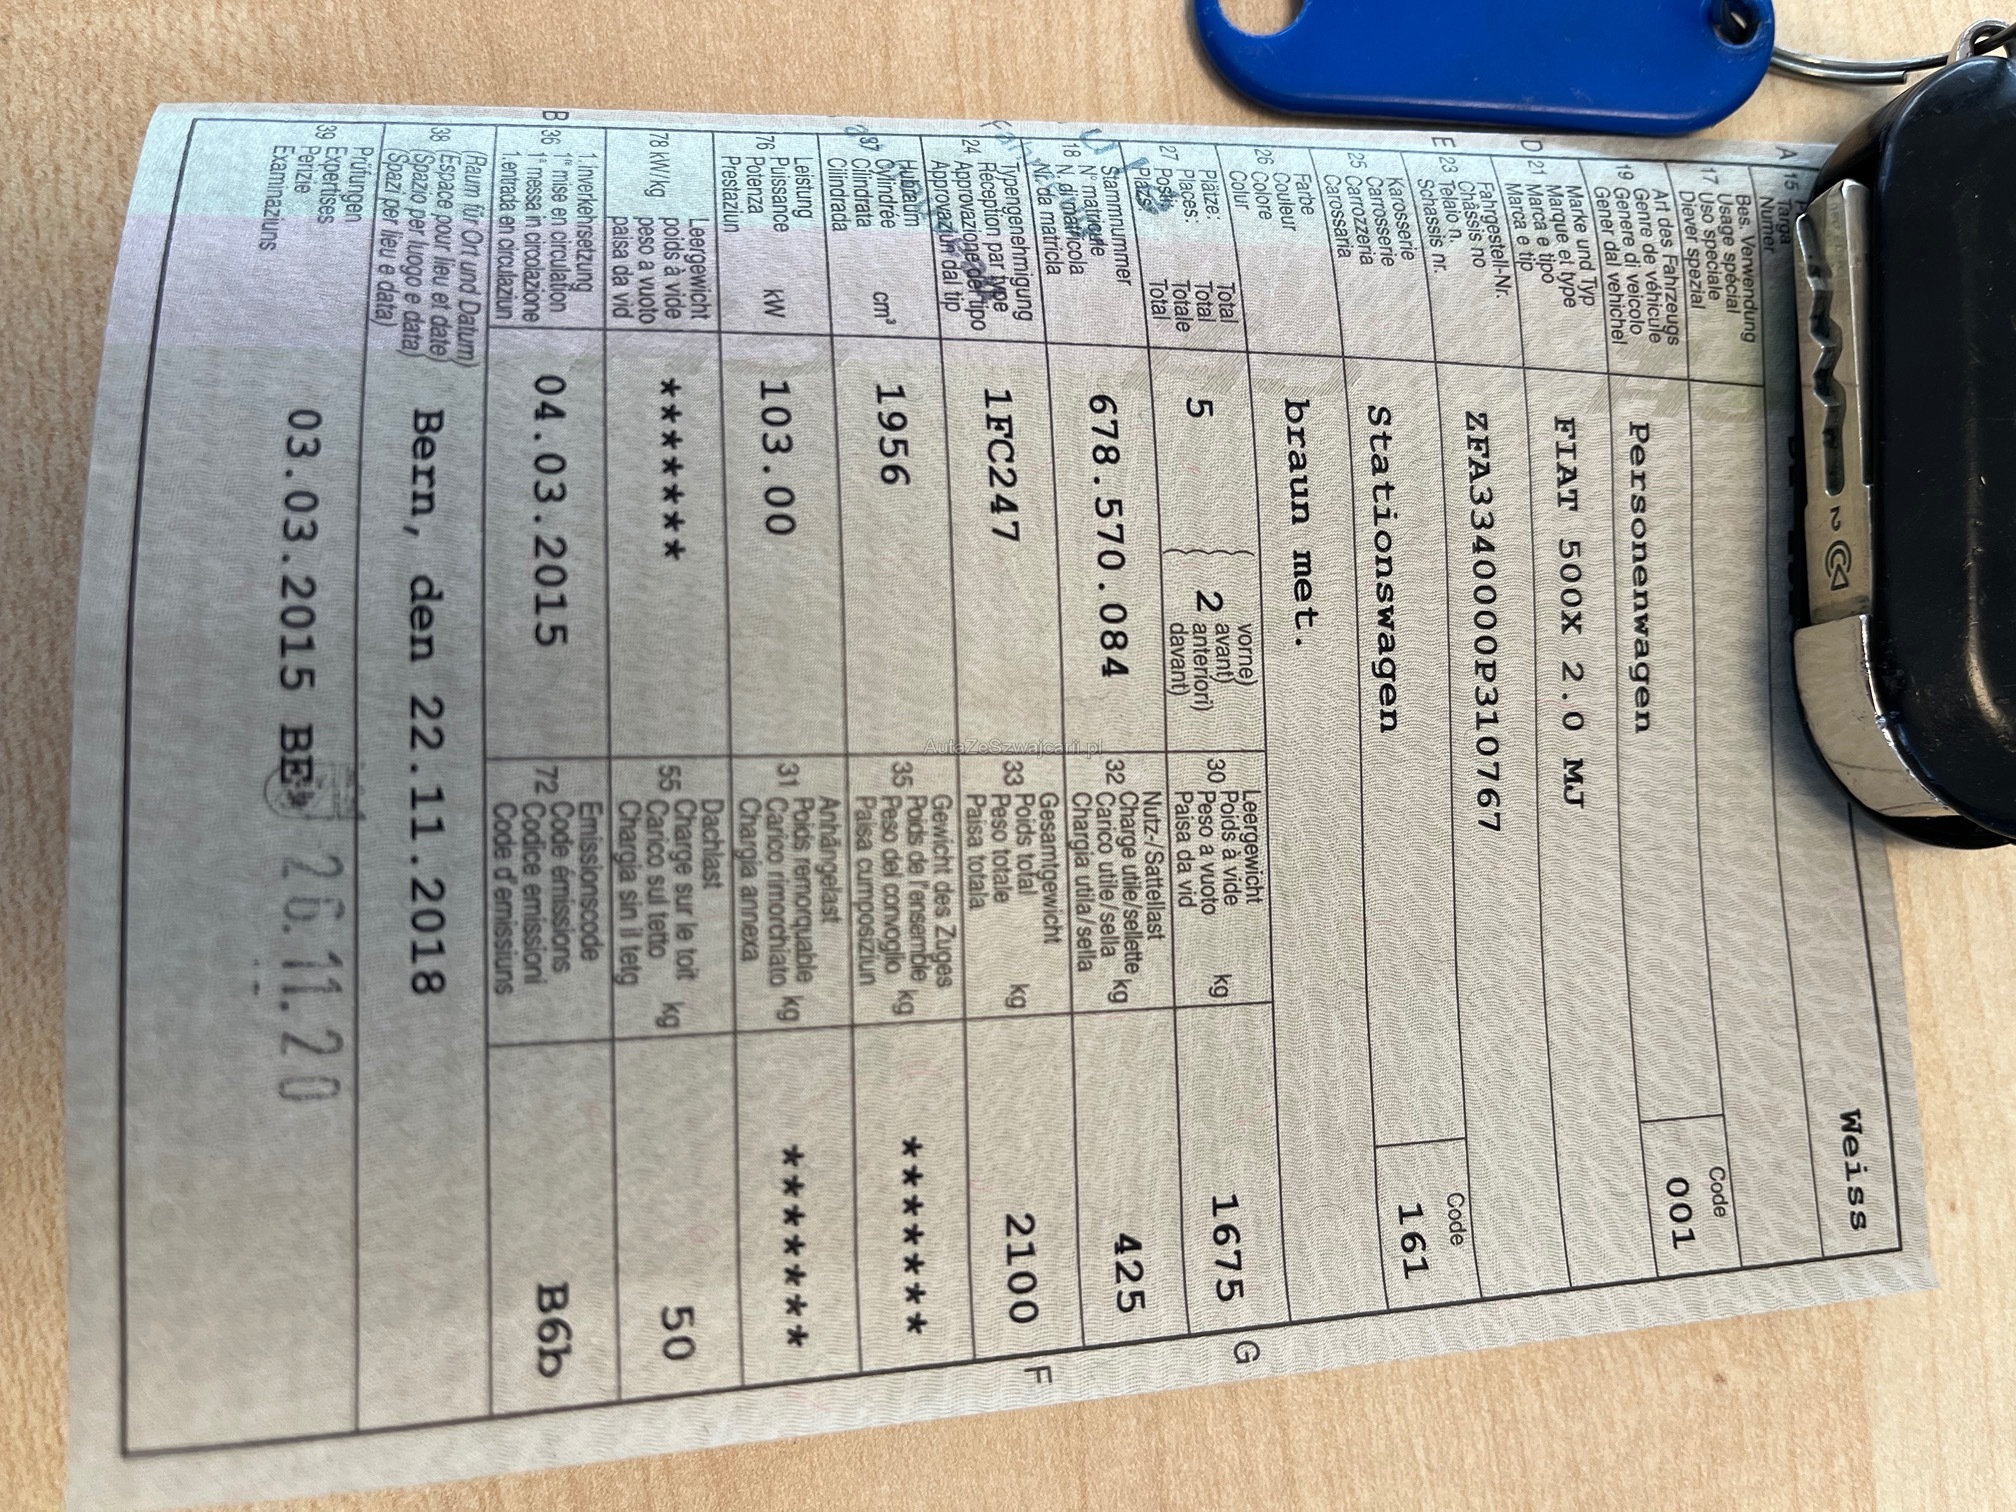 Weiss
A 15
Targa
Numer
Bes. Verwendung
Usage spécial
17 Uso speciale
Diever spezial
Art des Fahrzeugs
Genre de véhicule
19 Genere di veicolo
Gener dal vehichel
Personenwagen
Code
001
Marke und Typ
Marque et type
D 21 Marca e tipo
Marca e tip
FIAT 500X 2.0 MJ
Fahrgestell-Nr.
Châssis no
E 23 Telaio n.
Schassis nr.
ZFA3340000P310767
Karosserie
Carrosserie
25 Carrozzeria
Carossaria
Stationswagen
Code
161
Farbe
Couleur
26 Colore
Colur
braun met.
Plätze: Total
Places: Total
27 Posti Totale
Plazs Total
5
2
vorne)
avant)
anteriori)
davant)
Leergewicht
30 Poids à vide
Peso a vuoto kg
Paisa da vid
1675
G
Stammnummer
N° matricule
18 N. di matricola
Nr. da matricla
678.570.084
Nutz-/Sattellast
Charge utile/sellette
32 Carico utile/sella kg
Chargia utila/sella
425
Typengenehmigung
Réception par type
24 Approvazione del tipo
Approvaziun dal tip
1FC247
Gesamtgewicht
33 Poids total
Peso totale kg
Paisa totala
2100
F
Hubraum
Cylindrée
37 Cilindrata cm³
Cilindrada
1956
Gewicht des Zuges
35 Poids de l'ensemble
Peso del convoglio kg
Paisa cumposiziun
*******
Leistung
Puissance
76 Potenza kW
Prestaziun
103.00
Anhängelast
31 Poids remorquable
Carico rimorchiato kg
Chargia annexa
*******
Leergewicht
poids à vide
78 kW/kg peso a vuoto
paisa da vid
*******
Dachlast
Charge sur le toit
55 Carico sul tetto kg
Chargia sin il tetg
50
1.Inverkehrsetzung
1re mise en circulation
B 36 1a messa in circolazione
1.entrada en circulaziun
04.03.2015
Emissionscode
Code émissions
72 Codice emissioni
Code d'emissiuns
B6b
(Raum für Ort und Datum)
38 (Espace pour lieu et date)
(Spazio per luogo e data)
(Spazi per lieu e data)
Bern, den 22.11.2018
Prüfungen
39 Expertises
Perizie
Examinaziuns
03.03.2015 BE
26.11.20
2
AutaZeSzwajcarii.pl